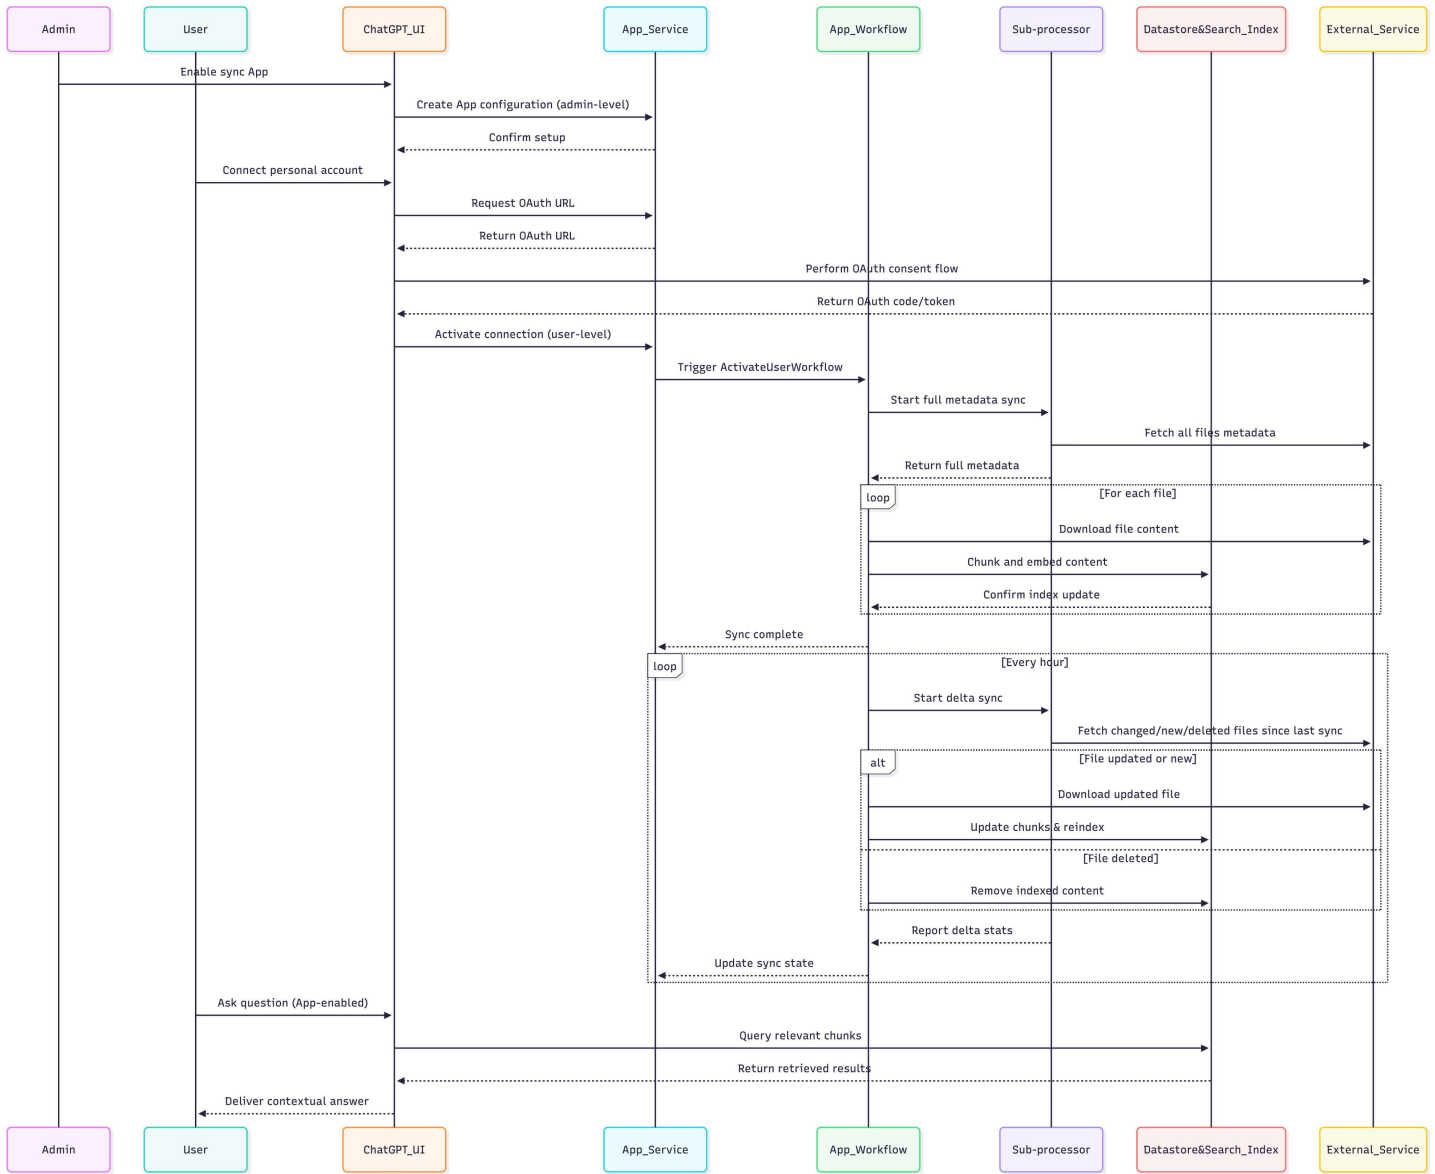 Admin
User
ChatGPT_UI
App_Service
App_Workflow
Sub-processor
Datastore&Search_Index
External_Service
Enable sync App
Create App configuration (admin-level)
Confirm setup
Connect personal account
Request OAuth URL
Return OAuth URL
Perform OAuth consent flow
Return OAuth code/token
Activate connection (user-level)
Trigger ActivateUserWorkflow
Start full metadata sync
Fetch all files metadata
Return full metadata
loop
[For each file]
Download file content
Chunk and embed content
Confirm index update
Sync complete
loop
[Every hour]
Start delta sync
Fetch changed/new/deleted files since last sync
alt
[File updated or new]
Download updated file
Update chunks & reindex
[File deleted]
Remove indexed content
Report delta stats
Update sync state
Ask question (App-enabled)
Query relevant chunks
Return retrieved results
Deliver contextual answer
Admin
User
ChatGPT_UI
App_Service
App_Workflow
Sub-processor
Datastore&Search_Index
External_Service